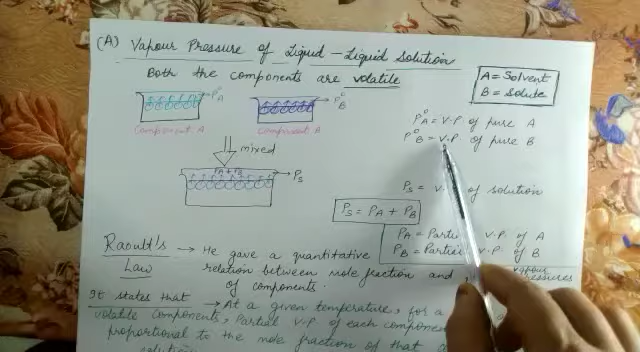 (A) Vapour Pressure of Liquid-Liquid Solution
Both the components are volatile
A = Solvent
B = Solute
P°A
P°B
Component A
Component A
P°A = V.P of pure A
P°B = V.P of pure B
mixed
PA + PB
PS
PS = V. of solution
PS = PA + PB
PA = Partial V.P. of A
PB = Partial V.P. of B
Raoult's → He gave a quantitative
Law relation between mole fraction and vapour pressures
of components.
It states that → At a given temperature, for a
volatile components, Partial V.P. of each component
proportional to the mole fraction of that
solution